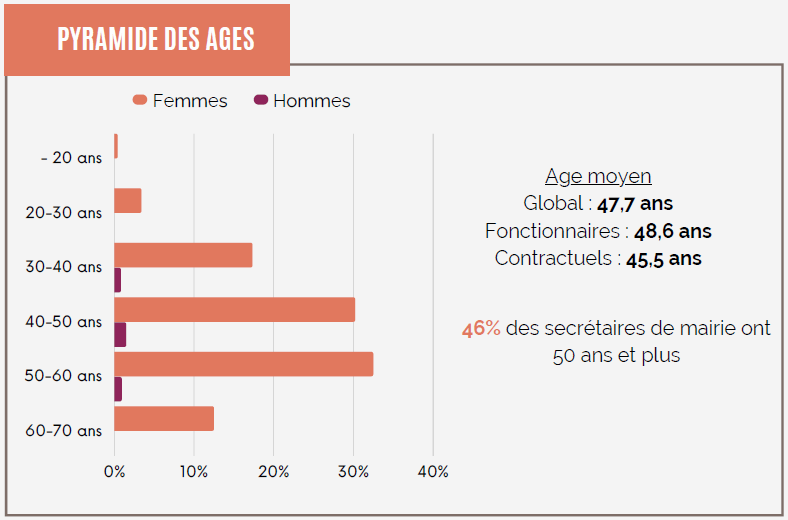 PYRAMIDE DES AGES
Femmes
Hommes
- 20 ans
20-30 ans
30-40 ans
40-50 ans
50-60 ans
60-70 ans
0%
10%
20%
30%
40%
Age moyen
Global : 47,7 ans
Fonctionnaires : 48,6 ans
Contractuels : 45,5 ans
46% des secrétaires de mairie ont
50 ans et plus